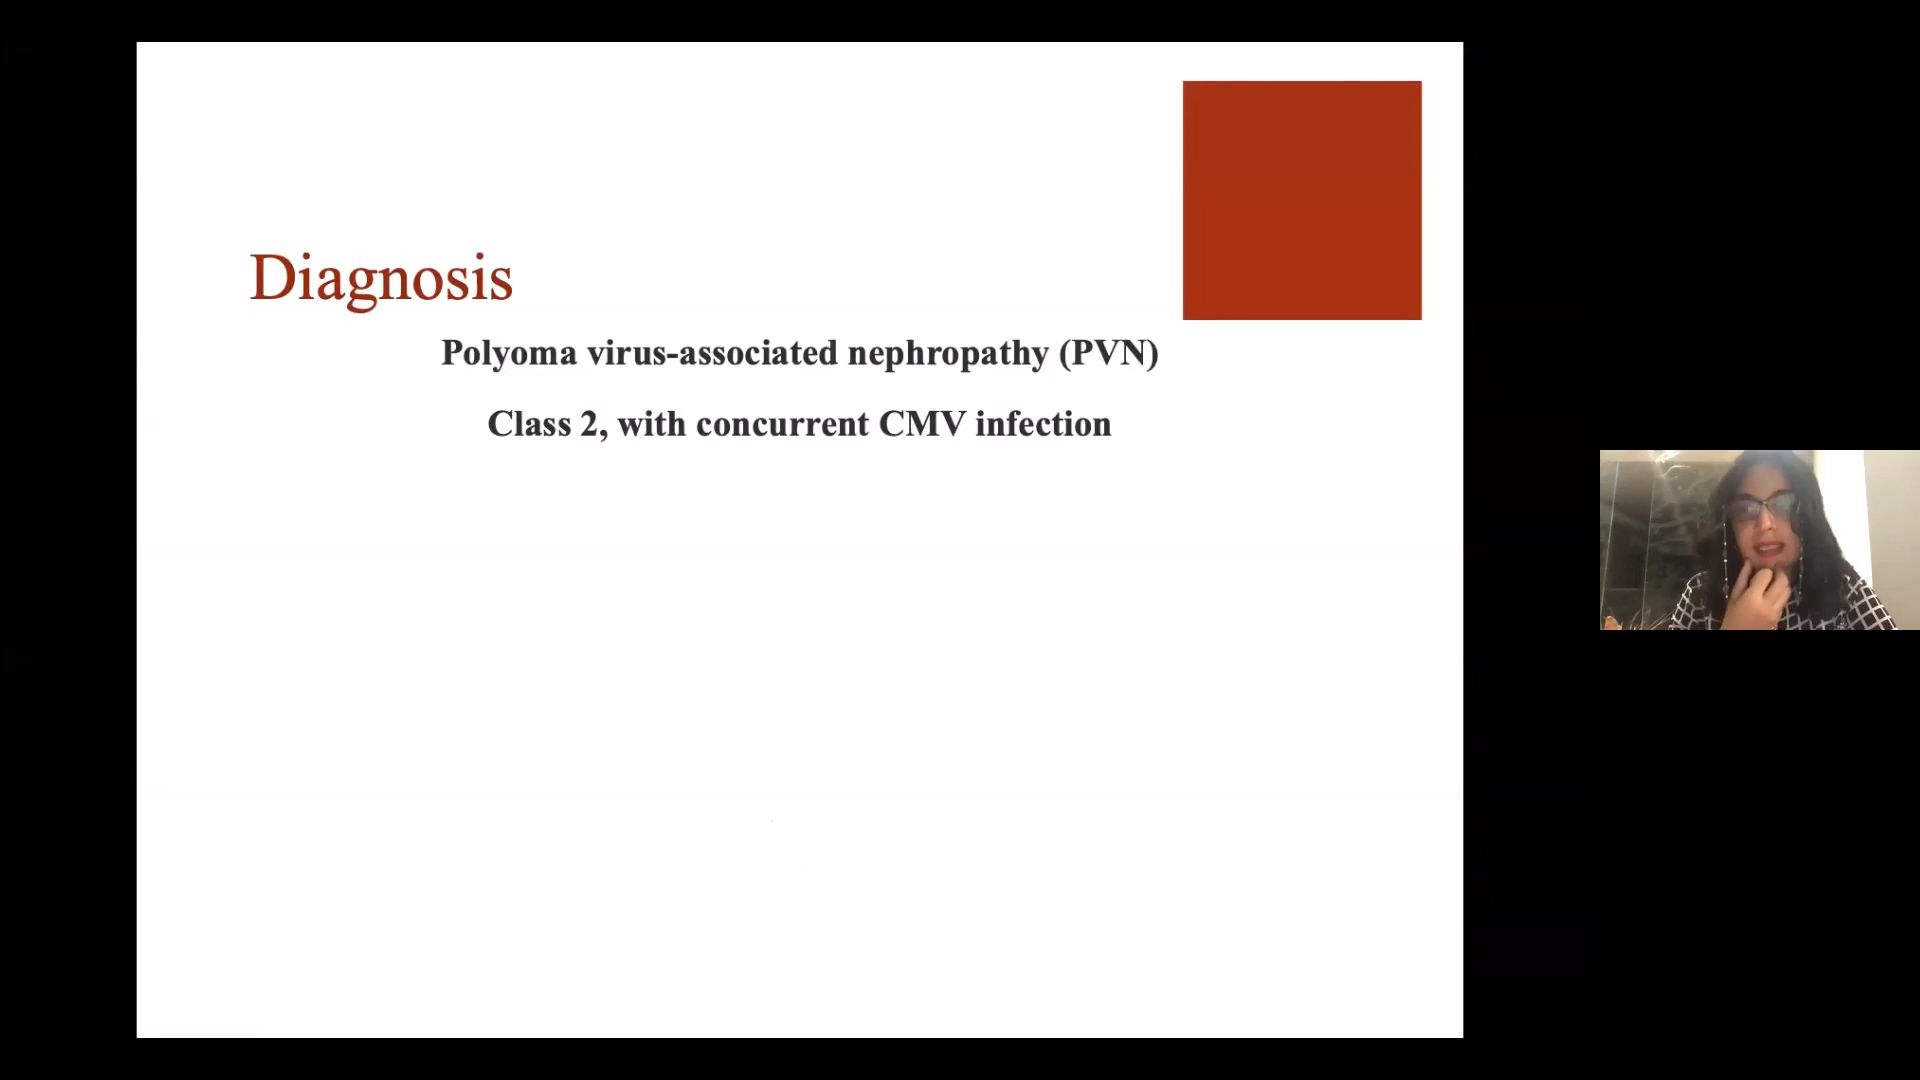 Diagnosis
Polyoma virus-associated nephropathy (PVN)
Class 2, with concurrent CMV infection